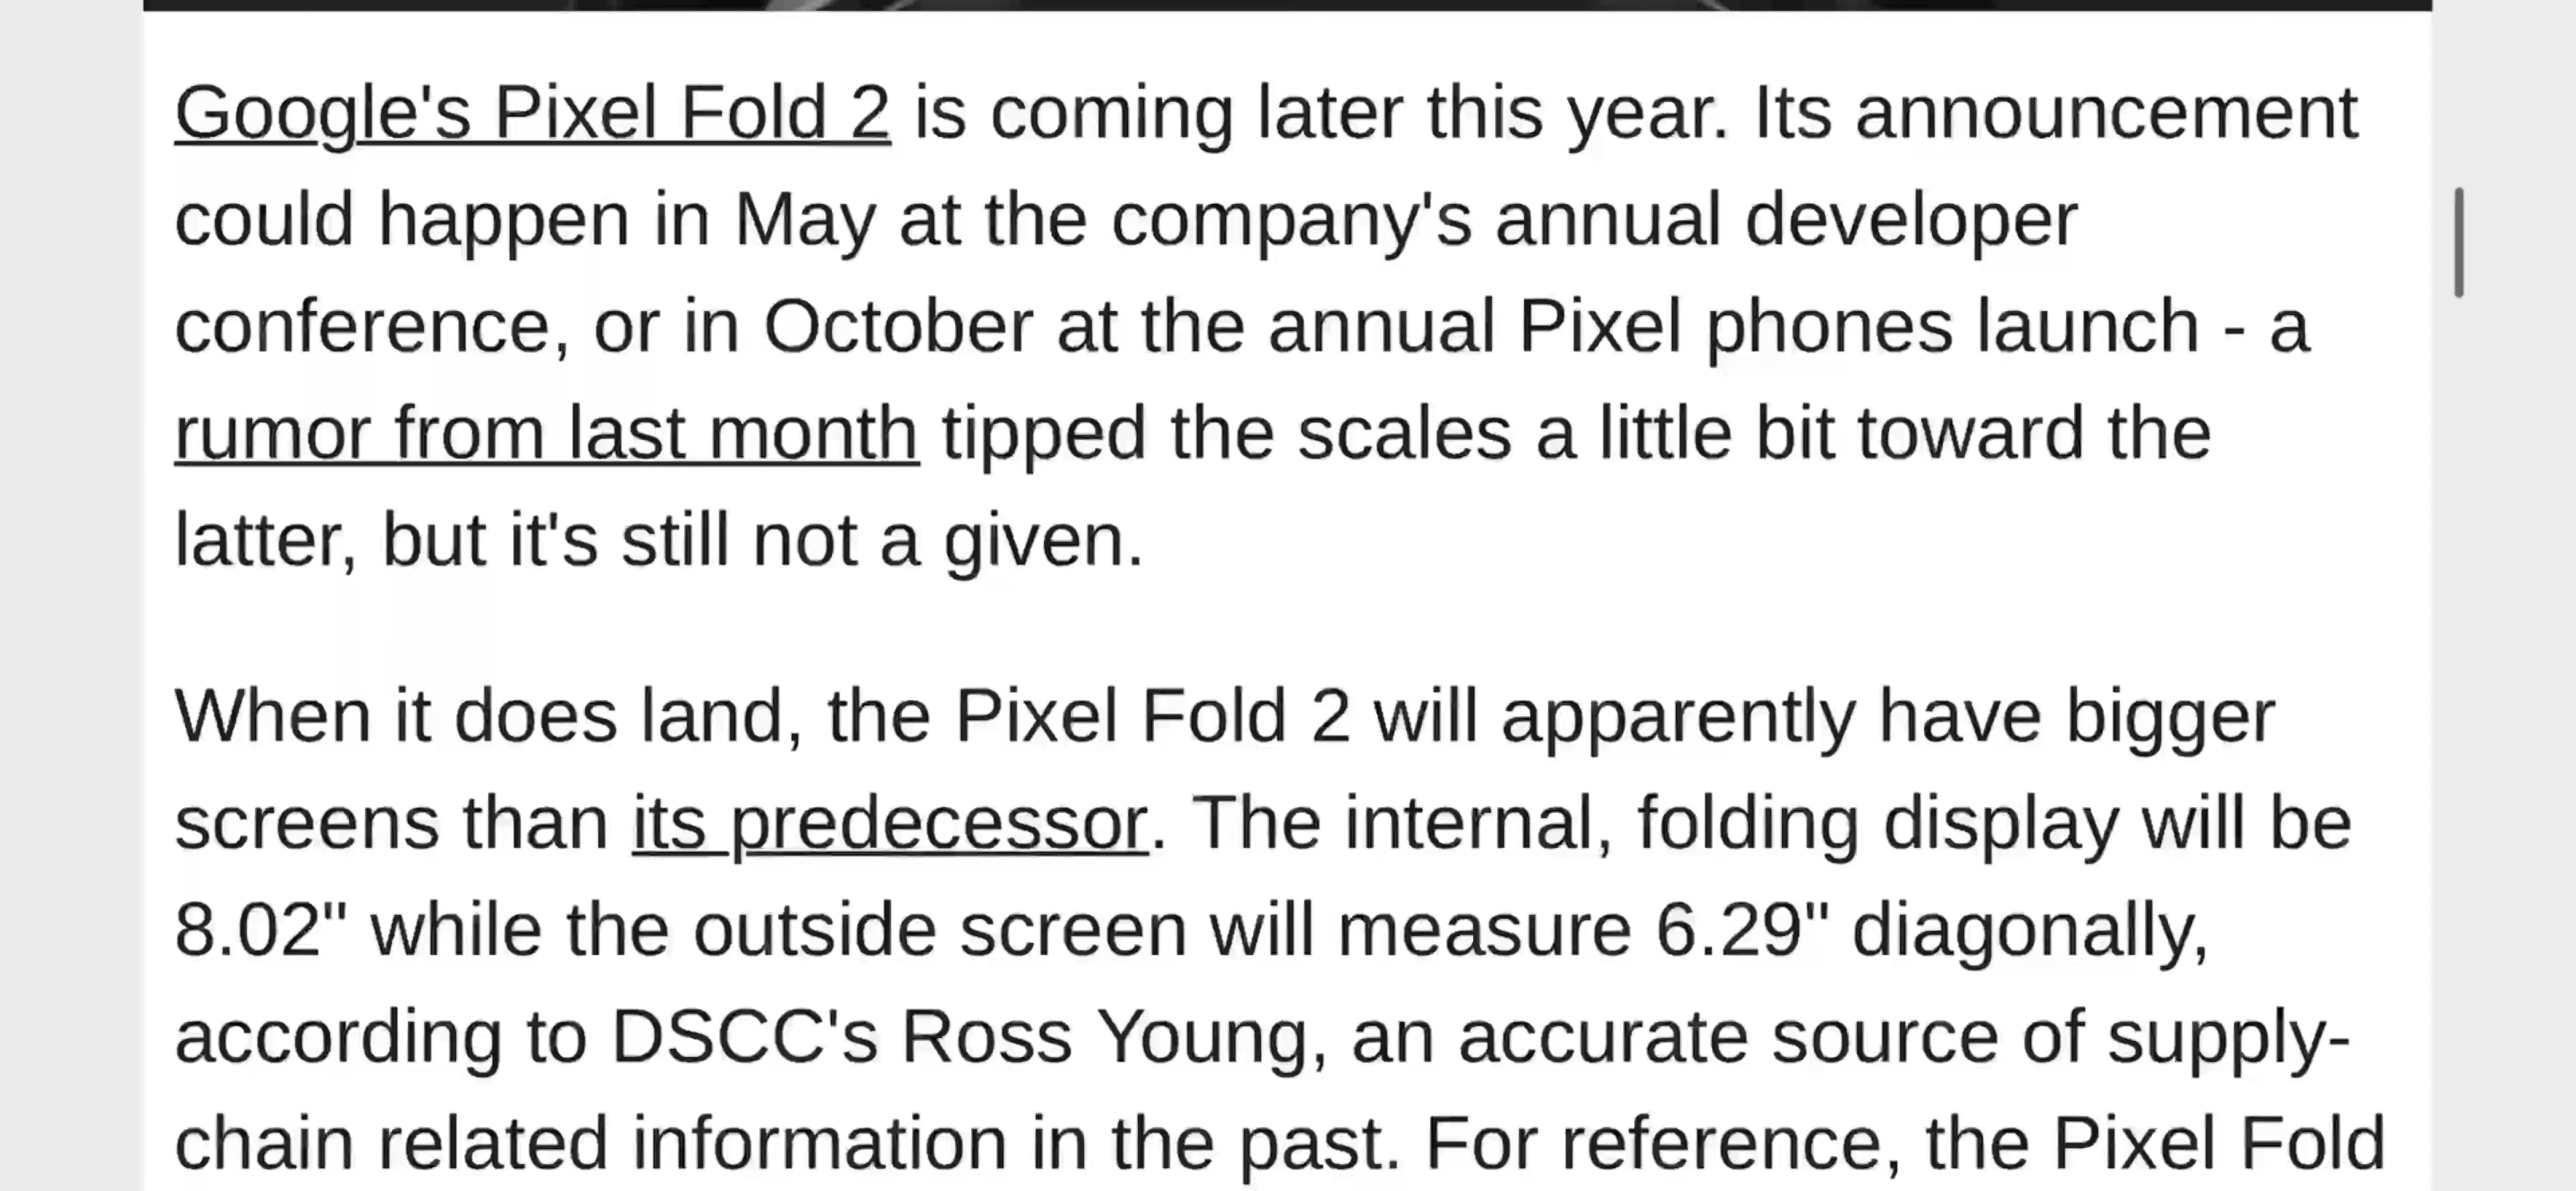 Google's Pixel Fold 2 is coming later this year. Its announcement
could happen in May at the company's annual developer
conference, or in October at the annual Pixel phones launch - a
rumor from last month tipped the scales a little bit toward the
latter, but it's still not a given.
When it does land, the Pixel Fold 2 will apparently have bigger
screens than its predecessor. The internal, folding display will be
8.02" while the outside screen will measure 6.29" diagonally,
according to DSCC's Ross Young, an accurate source of supply-
chain related information in the past. For reference, the Pixel Fold